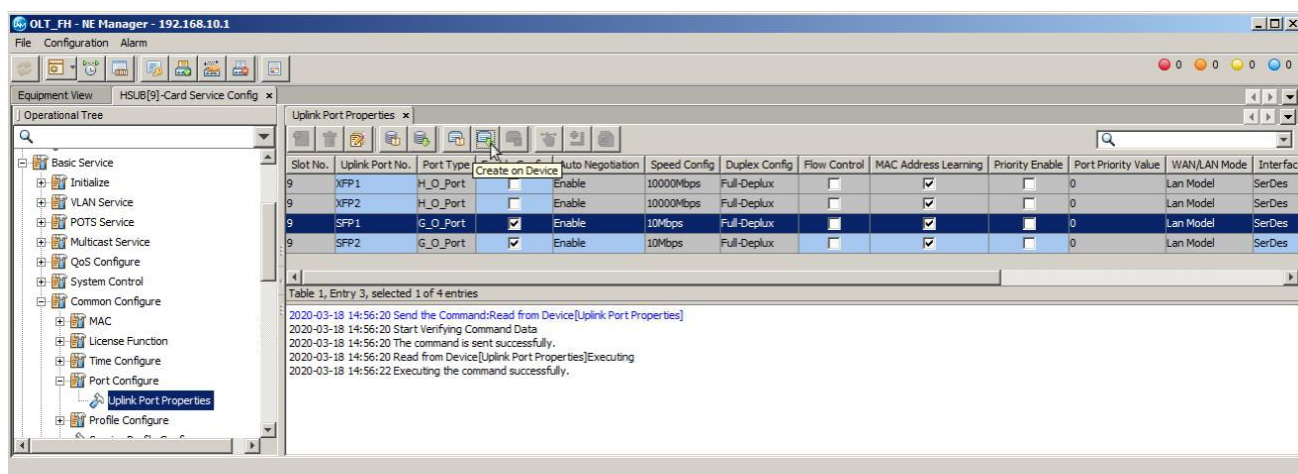 OLT_FH - NE Manager - 192.168.10.1
File Configuration Alarm
0 0 0 0
Equipment View HSUB[9]-Card Service Config
Operational Tree
Basic Service
Initialize
VLAN Service
POTS Service
Multicast Service
QoS Configure
System Control
Common Configure
MAC
License Function
Time Configure
Port Configure
Uplink Port Properties
Profile Configure
Uplink Port Properties
Create on Device
Slot No. Uplink Port No. Port Type Auto Negotiation Speed Config Duplex Config Flow Control MAC Address Learning Priority Enable Port Priority Value WAN/LAN Mode Interfac
9 XFP1 H_O_Port Enable 10000Mbps Full-Deplux 0 Lan Model SerDes
9 XFP2 H_O_Port Enable 10000Mbps Full-Deplux 0 Lan Model SerDes
9 SFP1 G_O_Port Enable 10Mbps Full-Deplux 0 Lan Model SerDes
9 SFP2 G_O_Port Enable 10Mbps Full-Deplux 0 Lan Model SerDes
Table 1, Entry 3, selected 1 of 4 entries
2020-03-18 14:56:20 Send the Command:Read from Device[Uplink Port Properties]
2020-03-18 14:56:20 Start Verifying Command Data
2020-03-18 14:56:20 The command is sent successfully.
2020-03-18 14:56:20 Read from Device[Uplink Port Properties]Executing
2020-03-18 14:56:22 Executing the command successfully.